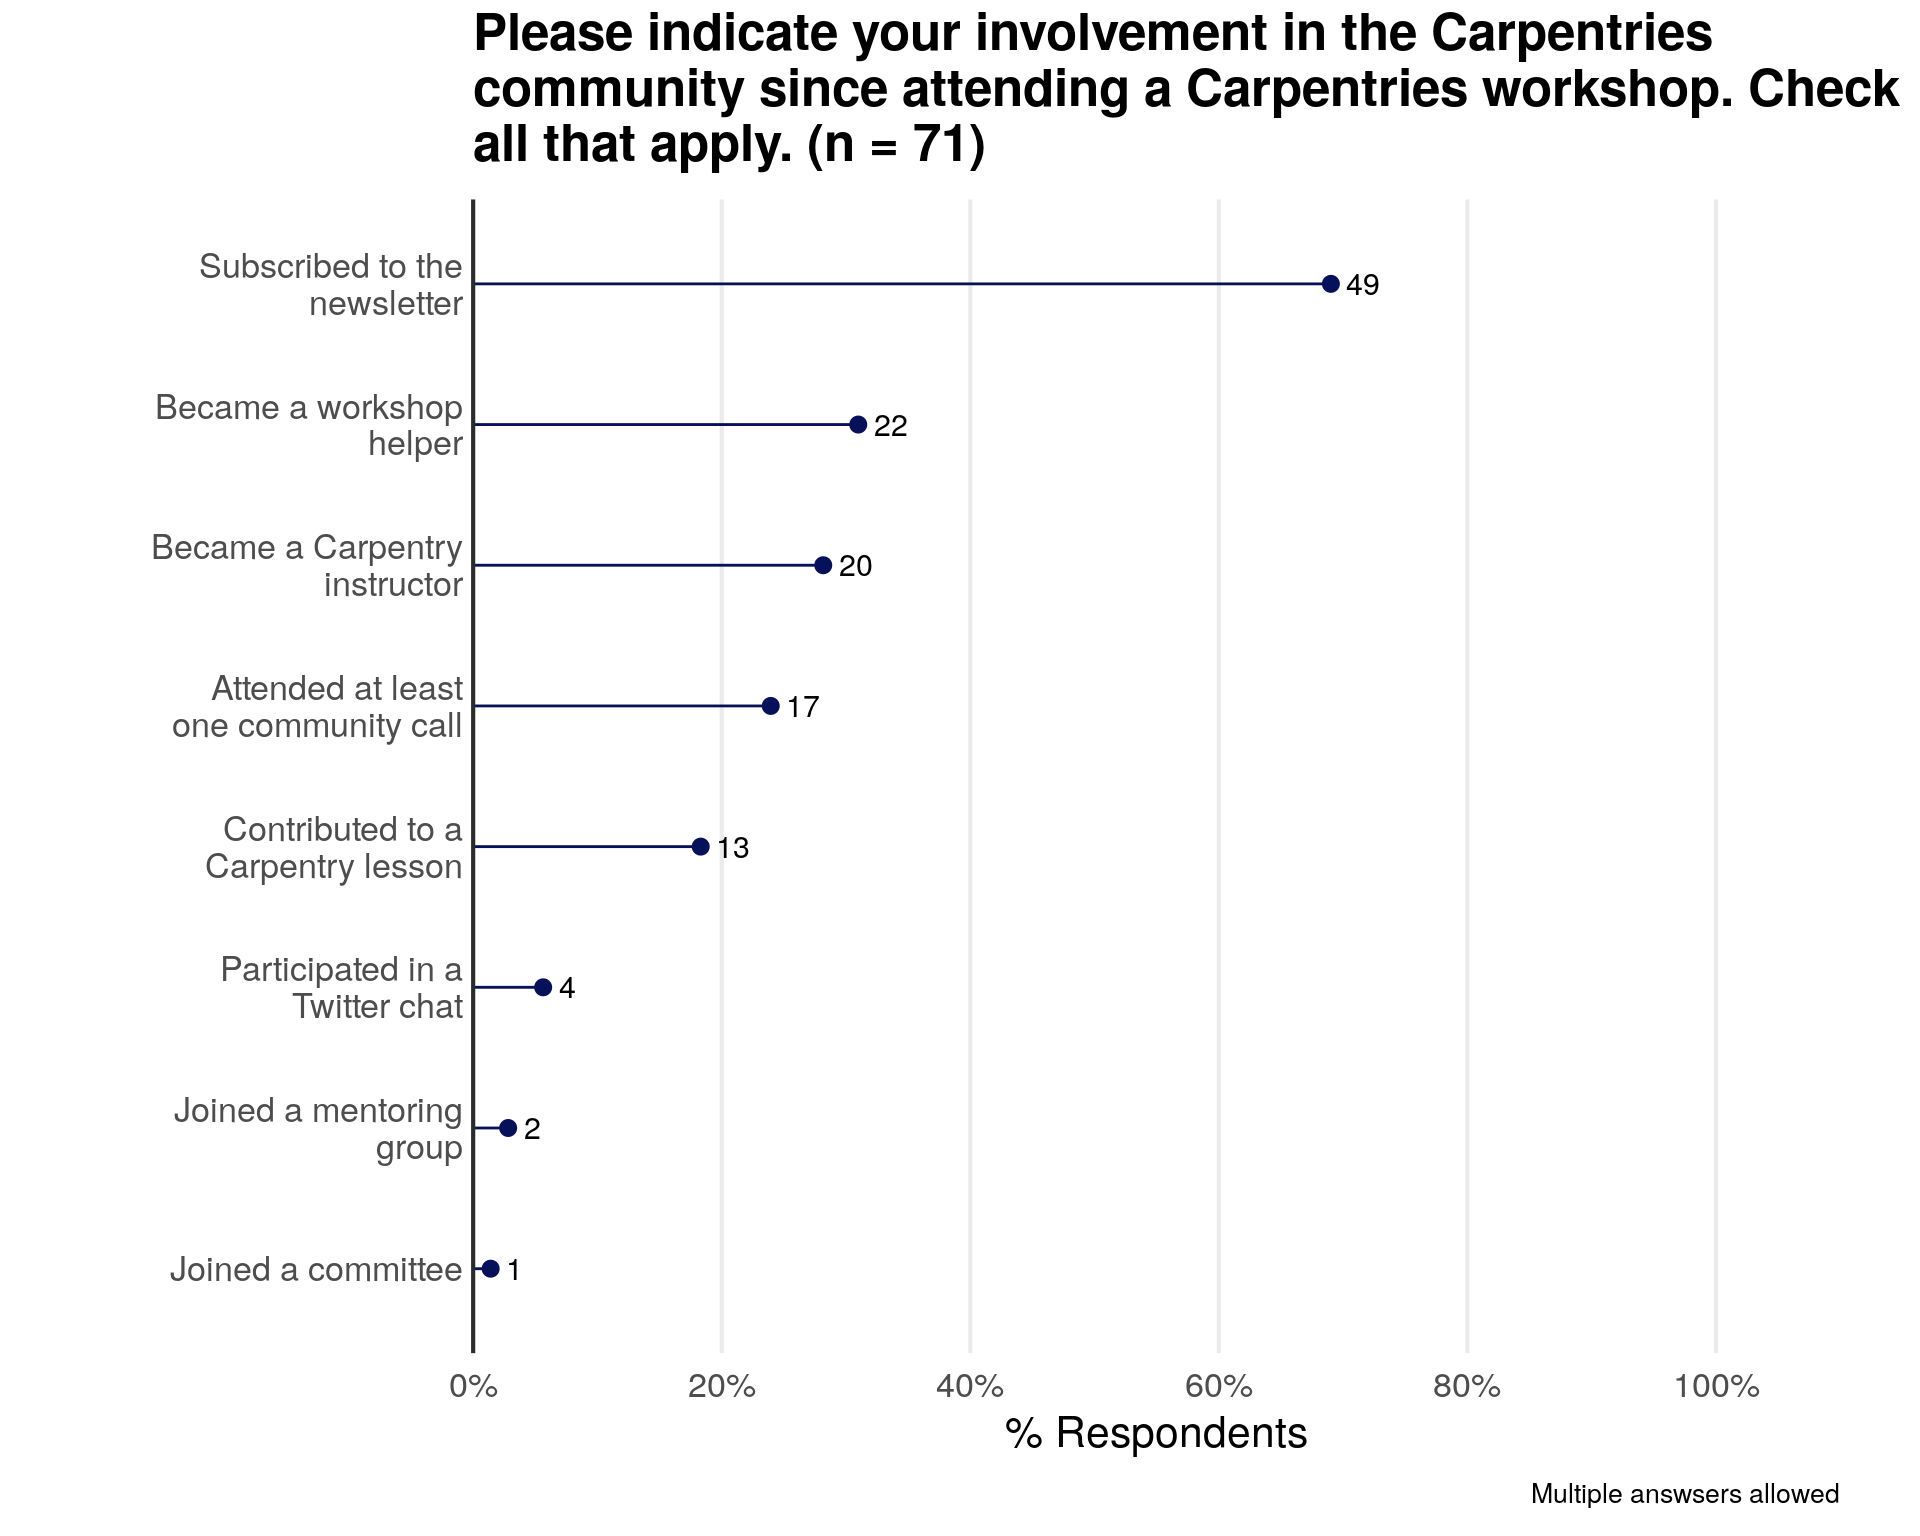 Please indicate your involvement in the Carpentries
community since attending a Carpentries workshop. Check
all that apply. (n = 71)
Subscribed to the
newsletter
49
Became a workshop
helper
22
Became a Carpentry
instructor
20
Attended at least
one community call
17
Contributed to a
Carpentry lesson
13
Participated in a
Twitter chat
4
Joined a mentoring
group
2
Joined a committee
1
0% 20% 40% 60% 80% 100%
% Respondents
Multiple answsers allowed